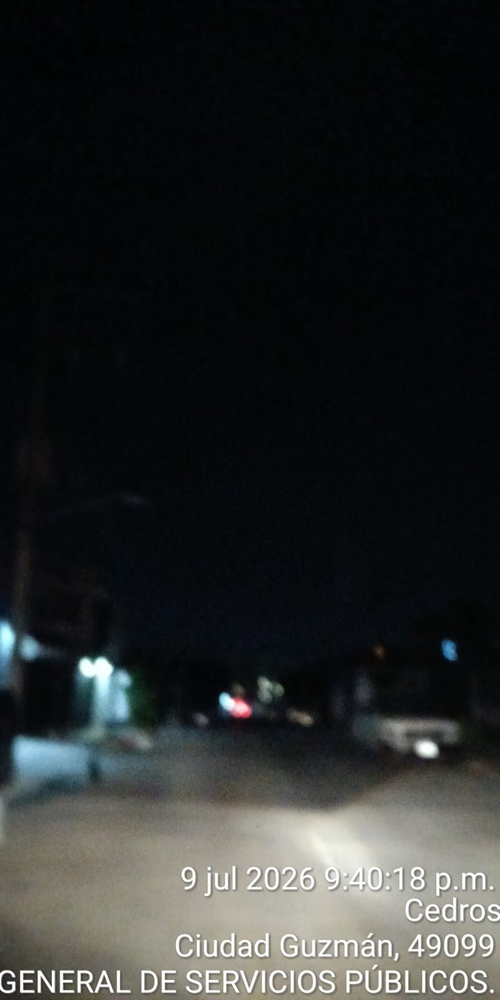 9 jul 2026 9:40:18 p.m.
Cedros
Ciudad Guzmán, 49099
GENERAL DE SERVICIOS PÚBLICOS.